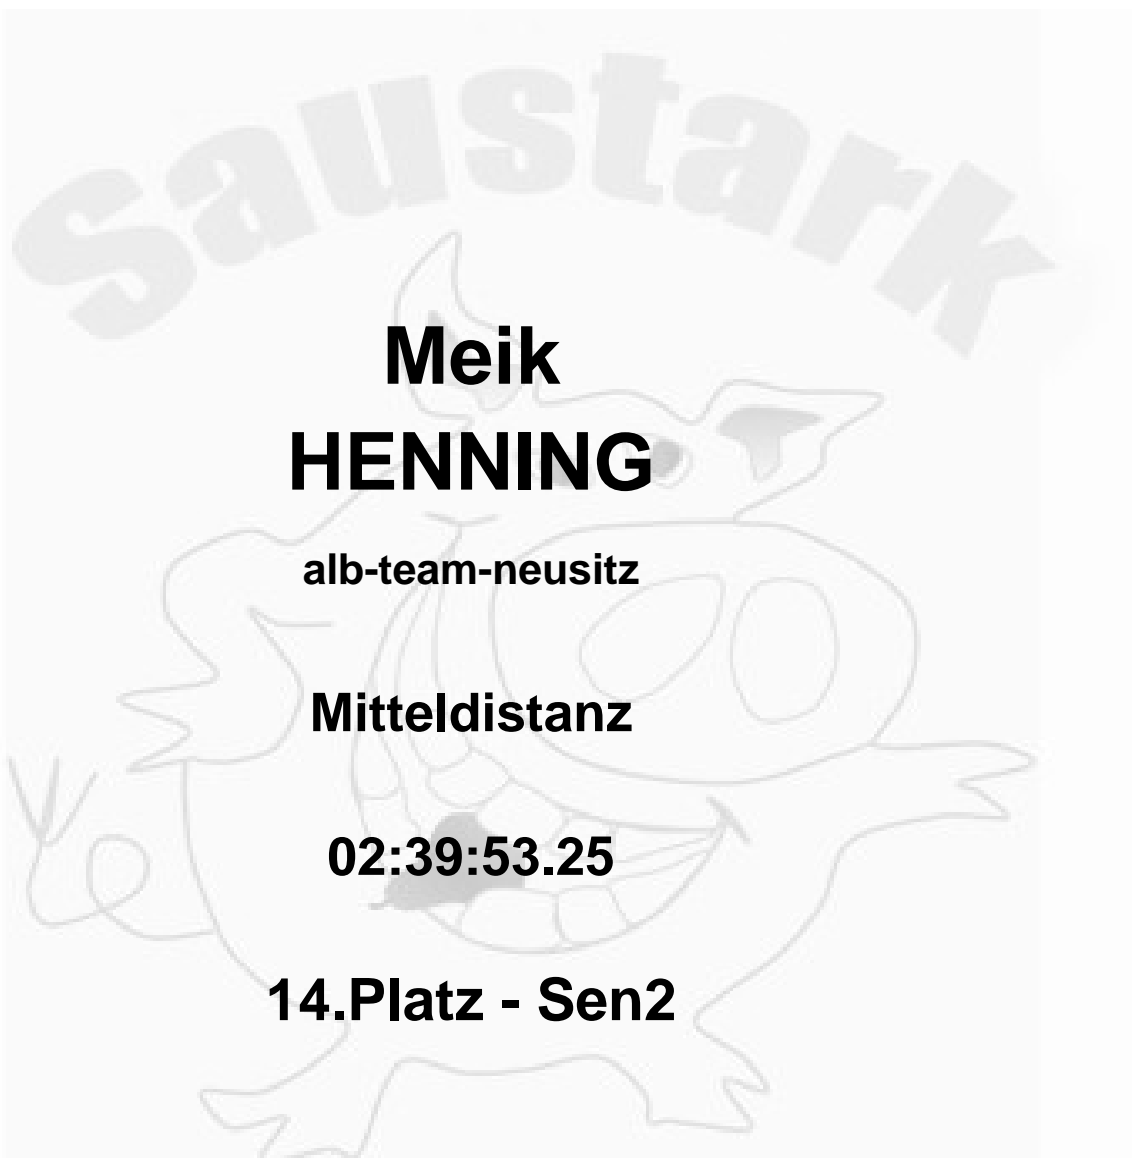 Saustark
Meik
HENNING
alb-team-neusitz
Mitteldistanz
02:39:53.25
14.Platz - Sen2